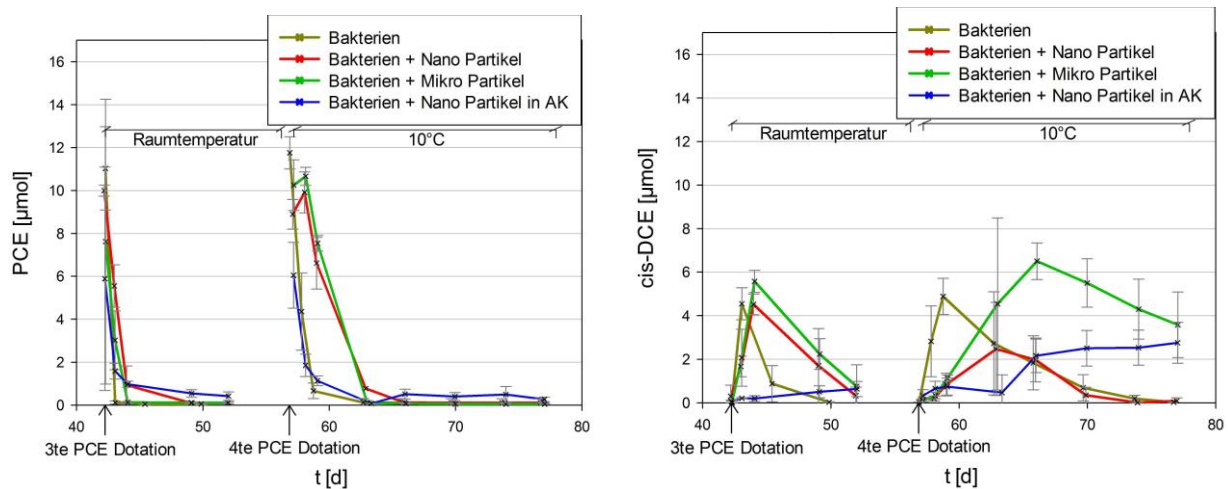 Bakterien
Bakterien + Nano Partikel
Bakterien + Mikro Partikel
Bakterien + Nano Partikel in AK
Raumtemperatur
10°C
PCE [µmol]
16
14
12
10
8
6
4
2
0
40
50
60
70
80
3te PCE Dotation
4te PCE Dotation
t [d]
Bakterien
Bakterien + Nano Partikel
Bakterien + Mikro Partikel
Bakterien + Nano Partikel in AK
Raumtemperatur
10°C
cis-DCE [µmol]
16
14
12
10
8
6
4
2
0
40
50
60
70
80
3te PCE Dotation
4te PCE Dotation
t [d]